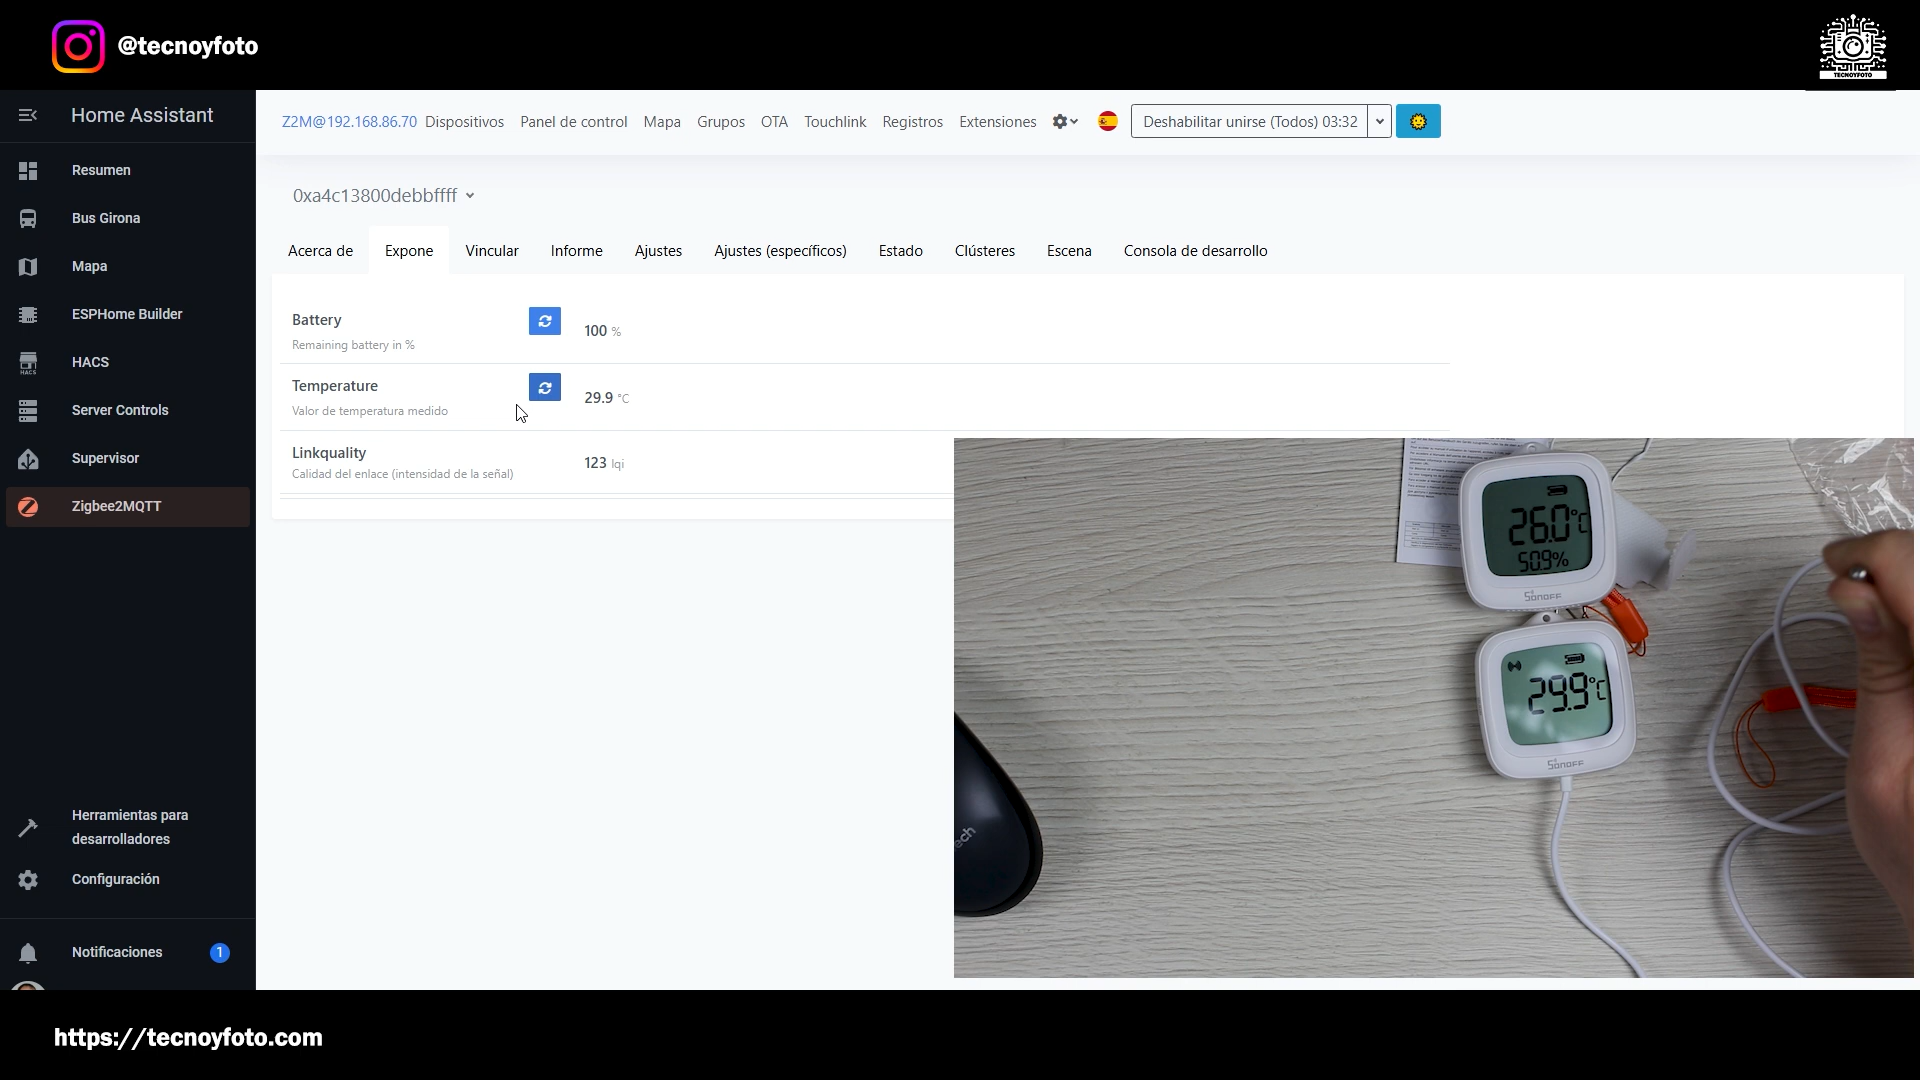 @tecnoyfoto
TECNOYFOTO
Home Assistant
Resumen
Bus Girona
Mapa
ESPHome Builder
HACS
HACS
Server Controls
Supervisor
Zigbee2MQTT
Herramientas para
desarrolladores
Configuración
Notificaciones 1
Z2M@192.168.86.70 Dispositivos Panel de control Mapa Grupos OTA Touchlink Registros Extensiones Deshabilitar unirse (Todos) 03:32
0xa4c13800debbffff
Acerca de Expone Vincular Informe Ajustes Ajustes (específicos) Estado Clústeres Escena Consola de desarrollo
Battery
Remaining battery in %
100 %
Temperature
Valor de temperatura medido
29.9 °C
Linkquality
Calidad del enlace (intensidad de la señal)
123 lqi
26.0°C
50.9%
SONOFF
29.9°C
SONOFF
ech
https://tecnoyfoto.com